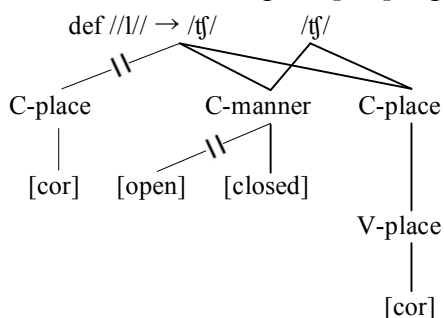 def //l// → /ʧ/ /ʧ/
C-place C-manner C-place
[cor] [open] [closed]
V-place
[cor]